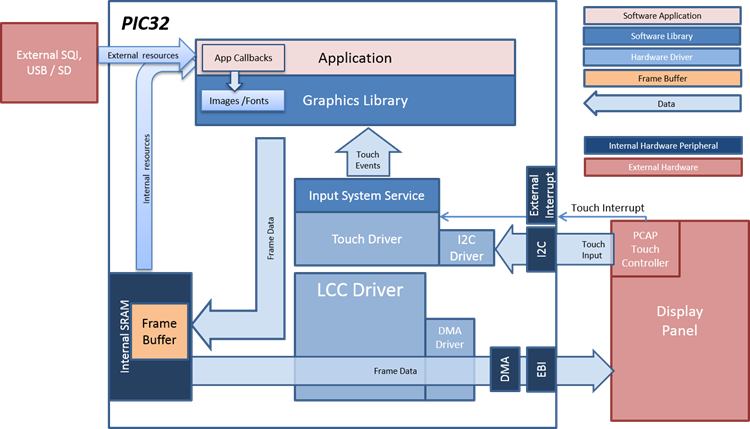 PIC32
External SQI,
USB / SD
External resources
Internal resources
App Callbacks
Application
Images /Fonts
Graphics Library
Touch
Events
Frame Data
Input System Service
Touch Driver
I2C
Driver
External
Interrupt
I2C
Touch Interrupt
Touch
Input
PCAP
Touch
Controller
Display
Panel
LCC Driver
DMA
Driver
Internal SRAM
Frame
Buffer
Frame Data
DMA
EBI
Software Application
Software Library
Hardware Driver
Frame Buffer
Data
Internal Hardware Peripheral
External Hardware